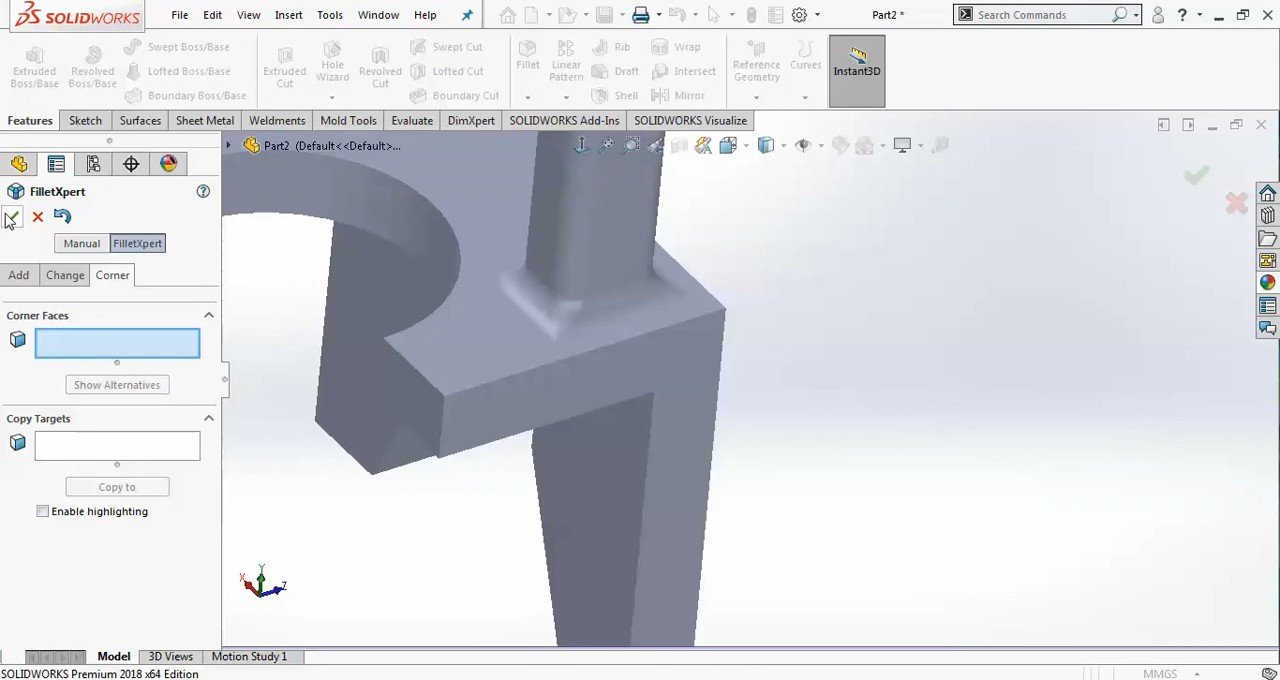 SOLIDWORKS File Edit View Insert Tools Window Help Part2 * Search Commands ?
Extruded Boss/Base
Revolved Boss/Base
Swept Boss/Base
Lofted Boss/Base
Boundary Boss/Base
Extruded Cut
Hole Wizard
Revolved Cut
Swept Cut
Lofted Cut
Boundary Cut
Fillet
Linear Pattern
Rib
Draft
Shell
Wrap
Intersect
Mirror
Reference Geometry
Curves
Instant3D
Features Sketch Surfaces Sheet Metal Weldments Mold Tools Evaluate DimXpert SOLIDWORKS Add-Ins SOLIDWORKS Visualize
Part2 (Default<<Default>...
FilletXpert ?
Manual FilletXpert
Add Change Corner
Corner Faces
Show Alternatives
Copy Targets
Copy to
Enable highlighting
X Y Z
Model 3D Views Motion Study 1
SOLIDWORKS Premium 2018 x64 Edition MMGS